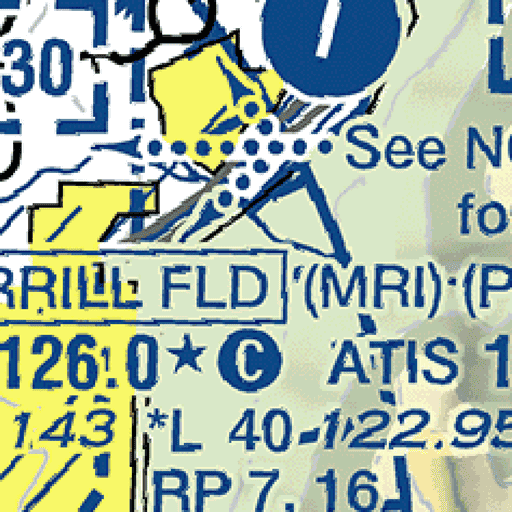 30
See
fo
RRILL FLD (MRI) (P
126.0 ★ C ATIS 1
143 *L 40 122.95
RP 7, 16